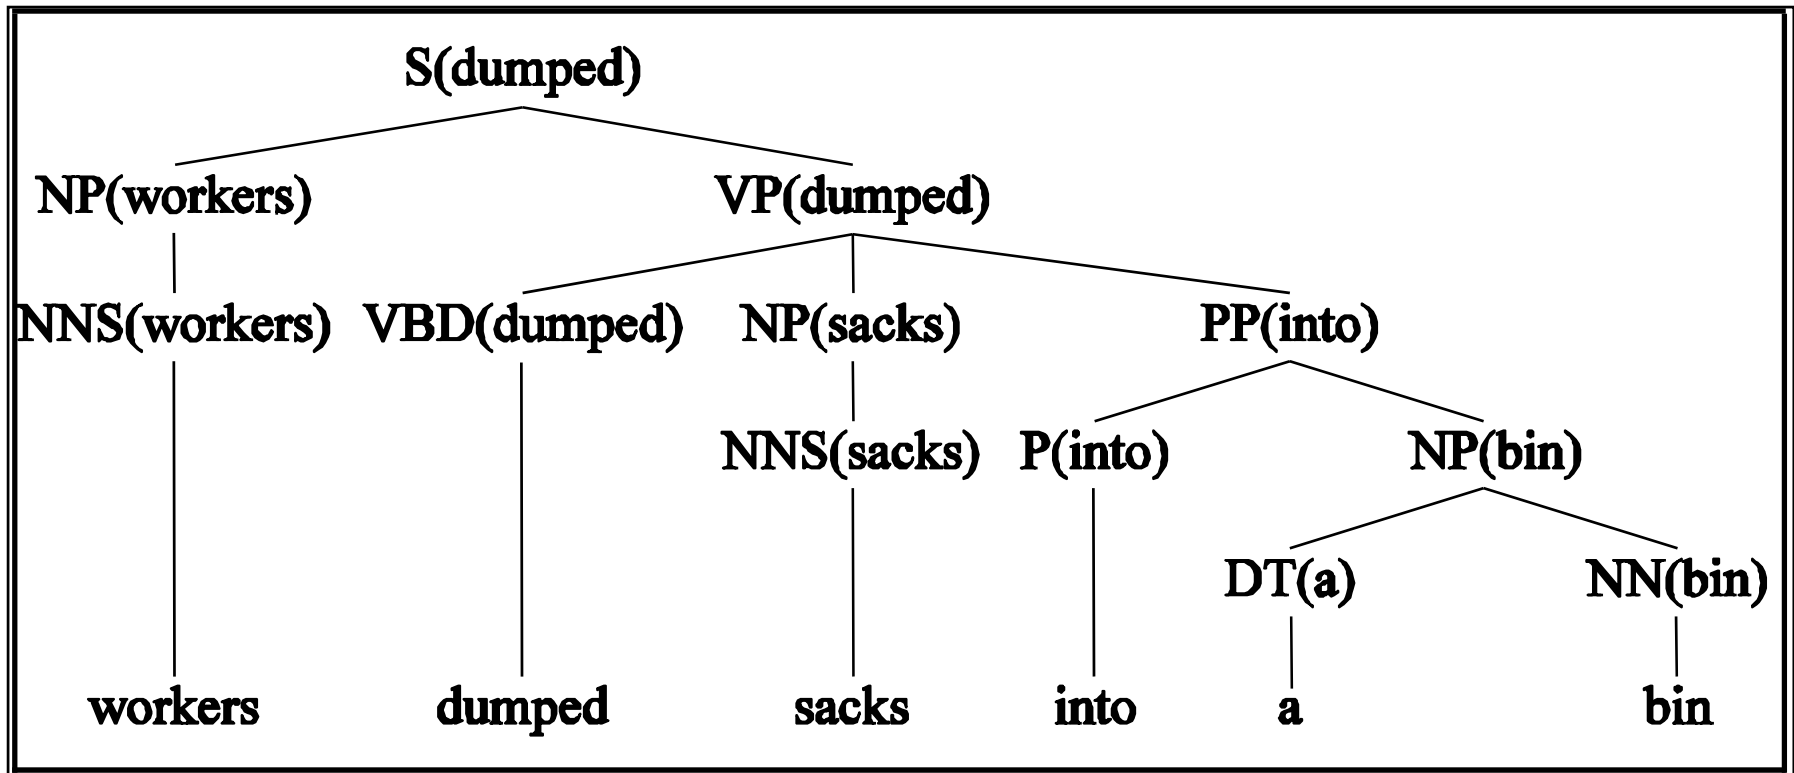 S(dumped)
NP(workers) VP(dumped)
NNS(workers) VBD(dumped) NP(sacks) PP(into)
NNS(sacks) P(into) NP(bin)
DT(a) NN(bin)
workers dumped sacks into a bin